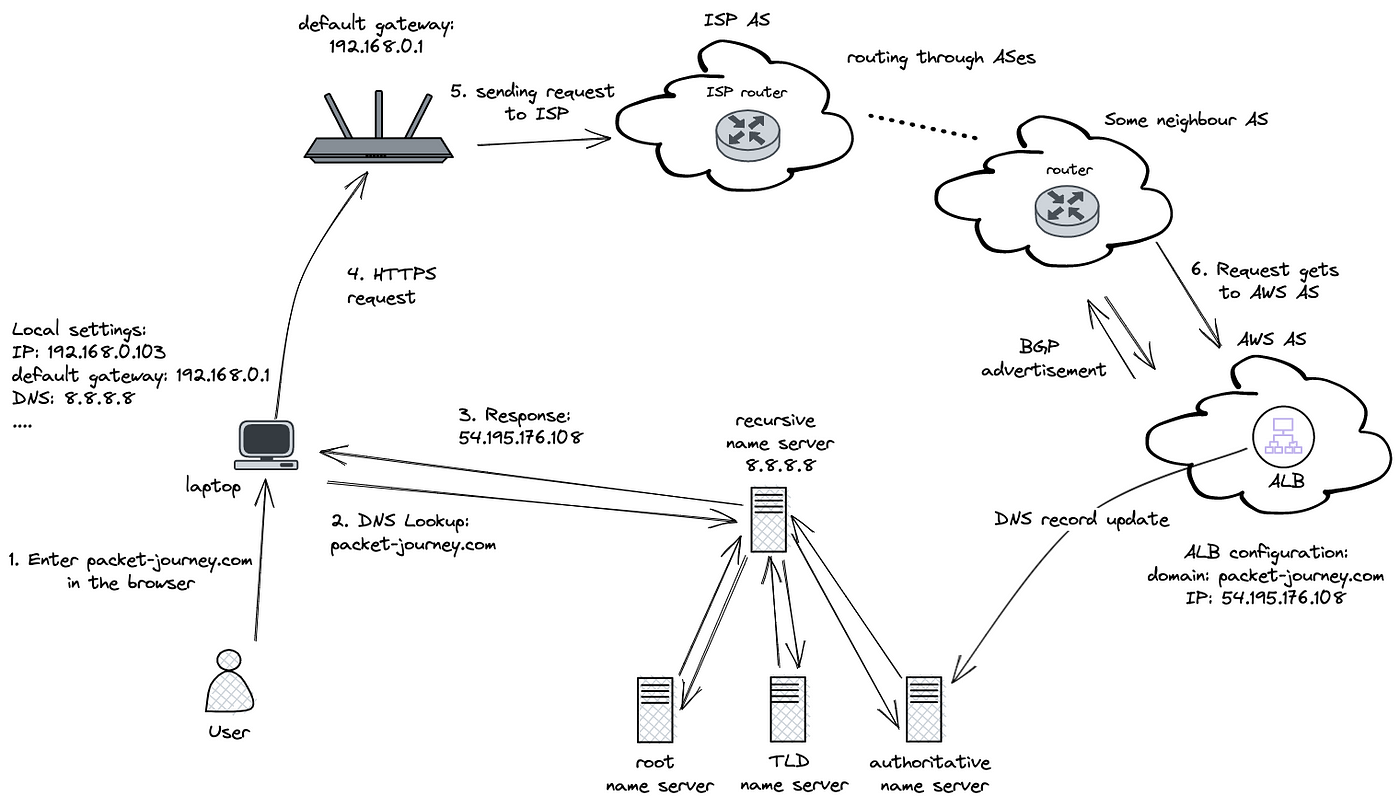 default gateway:
192.168.0.1
ISP AS
routing through ASes
5. sending request
to ISP
ISP router
Some neighbour AS
router
4. HTTPS
request
6. Request gets
to AWS AS
Local settings:
IP: 192.168.0.103
default gateway: 192.168.0.1
DNS: 8.8.8.8
....
BGP
advertisement
AWS AS
3. Response:
54.195.176.108
recursive
name server
8.8.8.8
laptop
ALB
2. DNS Lookup:
packet-journey.com
DNS record update
1. Enter packet-journey.com
in the browser
ALB configuration:
domain: packet-journey.com
IP: 54.195.176.108
User
root
name server
TLD
name server
authoritative
name server